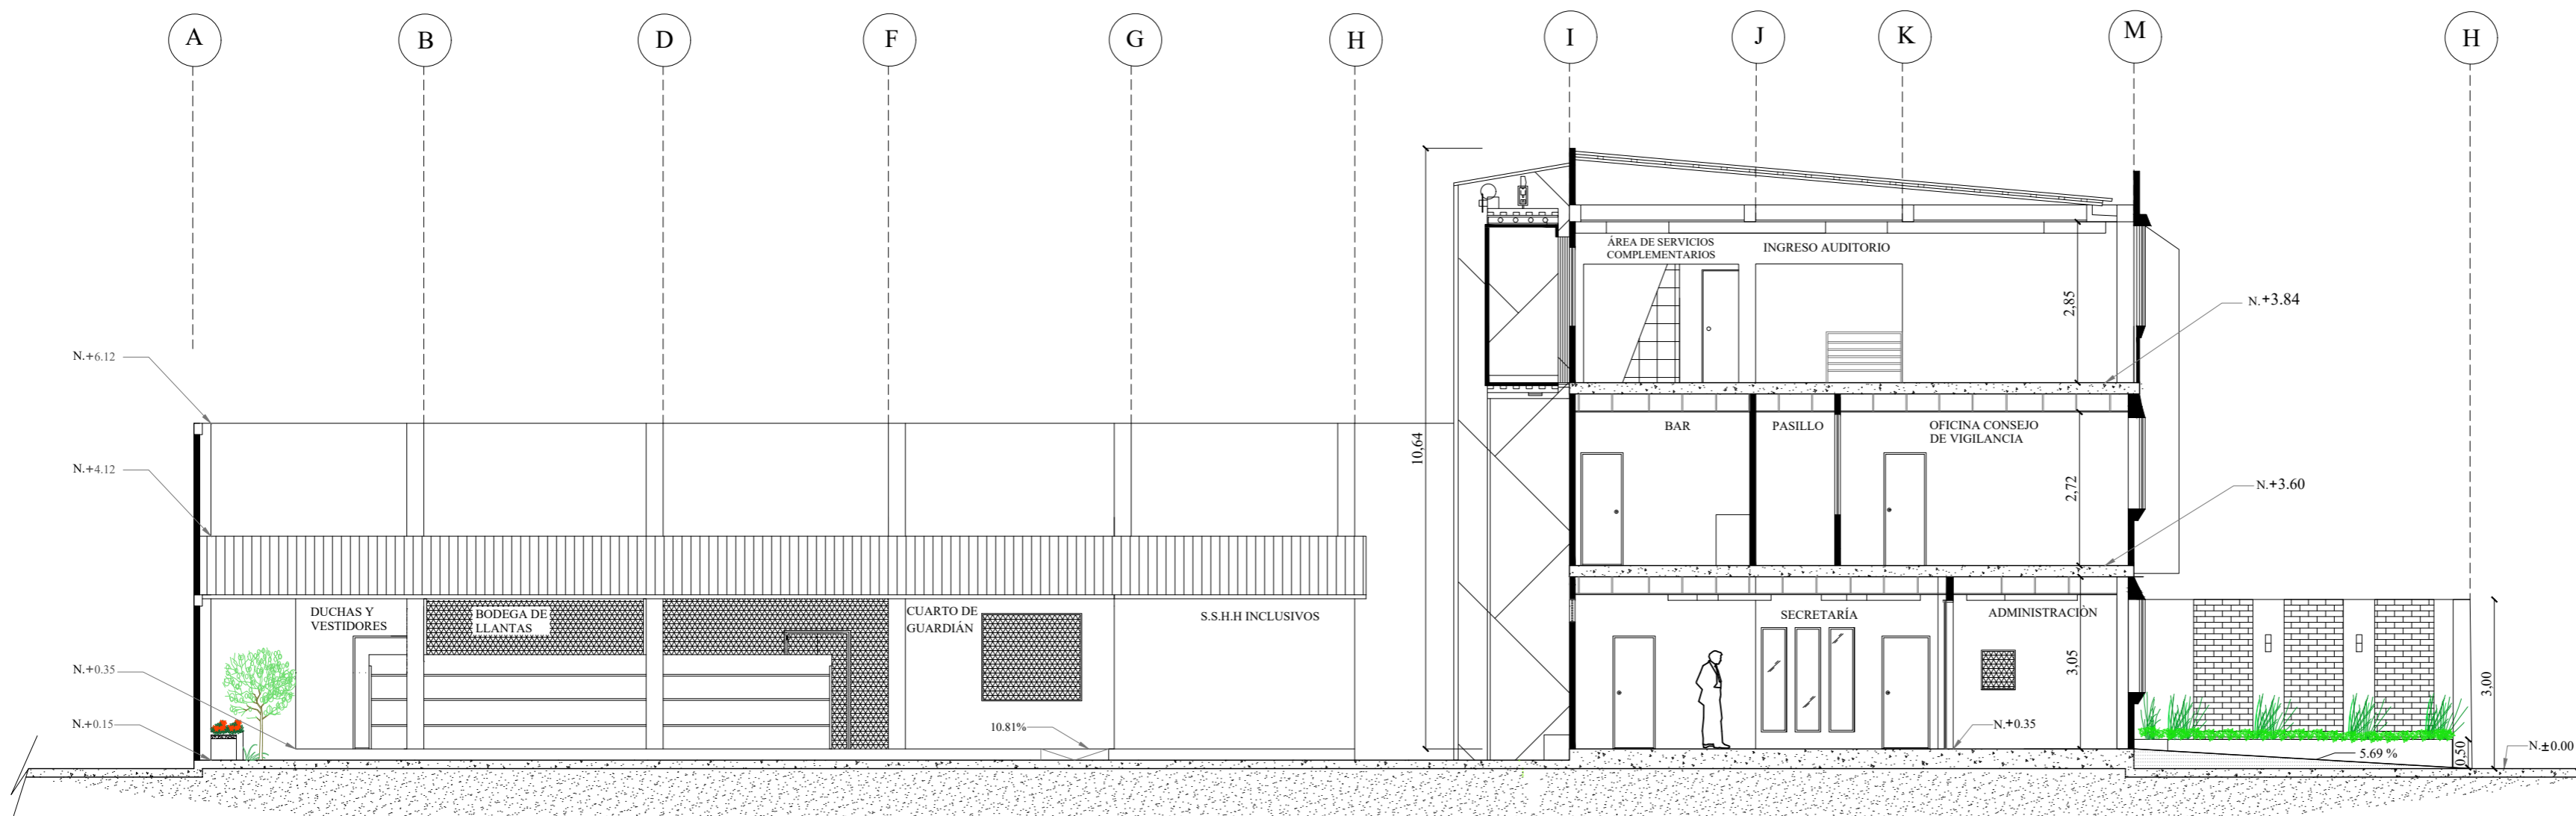 A
B
D
F
G
H
I
J
K
M
H
ÁREA DE SERVICIOS
COMPLEMENTARIOS
INGRESO AUDITORIO
2,85
N.+3.84
N.+6.12
N.+4.12
10,64
BAR
PASILLO
OFICINA CONSEJO
DE VIGILANCIA
2,72
N.+3.60
DUCHAS Y
VESTIDORES
BODEGA DE
LLANTAS
CUARTO DE
GUARDIÁN
S.S.H.H INCLUSIVOS
SECRETARÍA
ADMINISTRACIÒN
3,05
3,00
N.+0.35
N.+0.15
10.81%
N.+0.35
5.69 %
0,50
N.±0.00